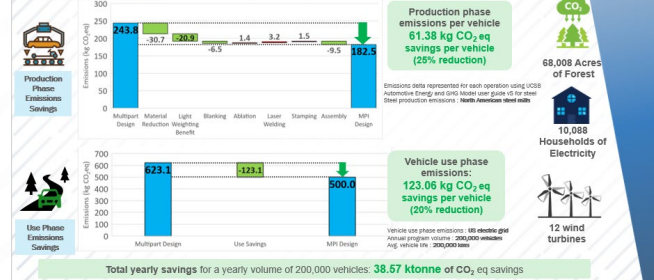 Production
Phase
Emissions
Savings
Emissions (kg CO₂eq)
300
250
200
150
100
50
0
243.8
-30.7
-20.9
-6.5
1.4
3.2
1.5
-9.5
182.5
Multipart Design
Material Reduction
Light Weighting Benefit
Blanking
Ablation
Laser Welding
Stamping
Assembly
MPI Design
Production phase
emissions per vehicle
61.38 kg CO₂ eq
savings per vehicle
(25% reduction)
Emissions delta represented for each operation using UCSB
Automotive Energy and GHG Model user guide v5 for steel
Steel production emissions : North American steel mills
CO₂
68,008 Acres
of Forest
10,088
Households of
Electricity
12 wind
turbines
Use Phase
Emissions
Savings
Emissions (kg CO₂eq)
700
600
500
400
300
200
100
0
623.1
-123.1
500.0
Multipart Design
Use Savings
MPI Design
Vehicle use phase
emissions:
123.06 kg CO₂ eq
savings per vehicle
(20% reduction)
Vehicle use phase emissions : US electric grid
Annual program volume : 200,000 vehicles
Avg. vehicle life : 200,000 kms
Total yearly savings for a yearly volume of 200,000 vehicles: 38.57 ktonne of CO₂ eq savings